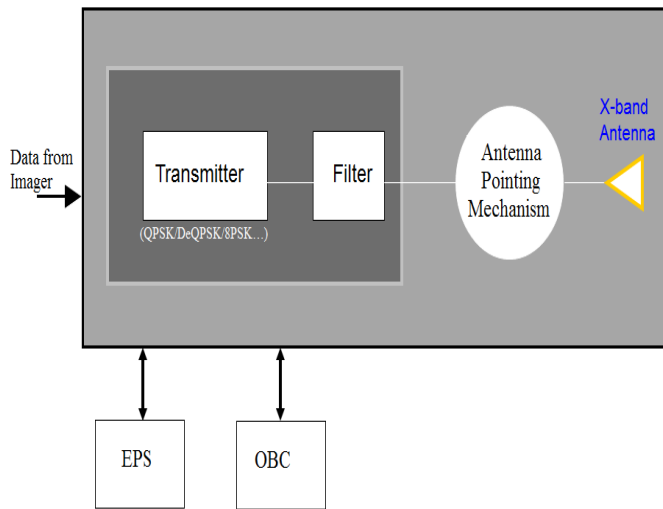 X-band
Antenna
Data from
Imager
Transmitter
Filter
(QPSK/DeQPSK/8PSK...)
Antenna
Pointing
Mechanism
EPS
OBC